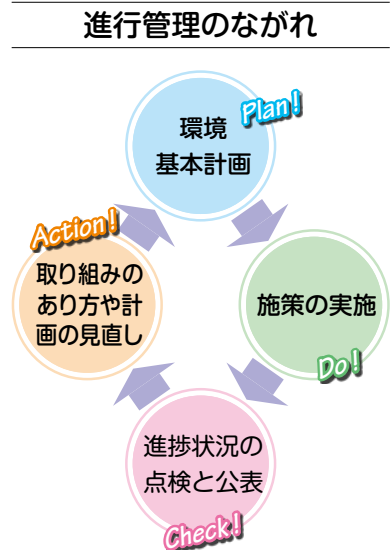 進行管理のながれ
Plan!
環境
基本計画
Action!
取り組みの
あり方や計
画の見直し
施策の実施
Do!
進捗状況の
点検と公表
Check!